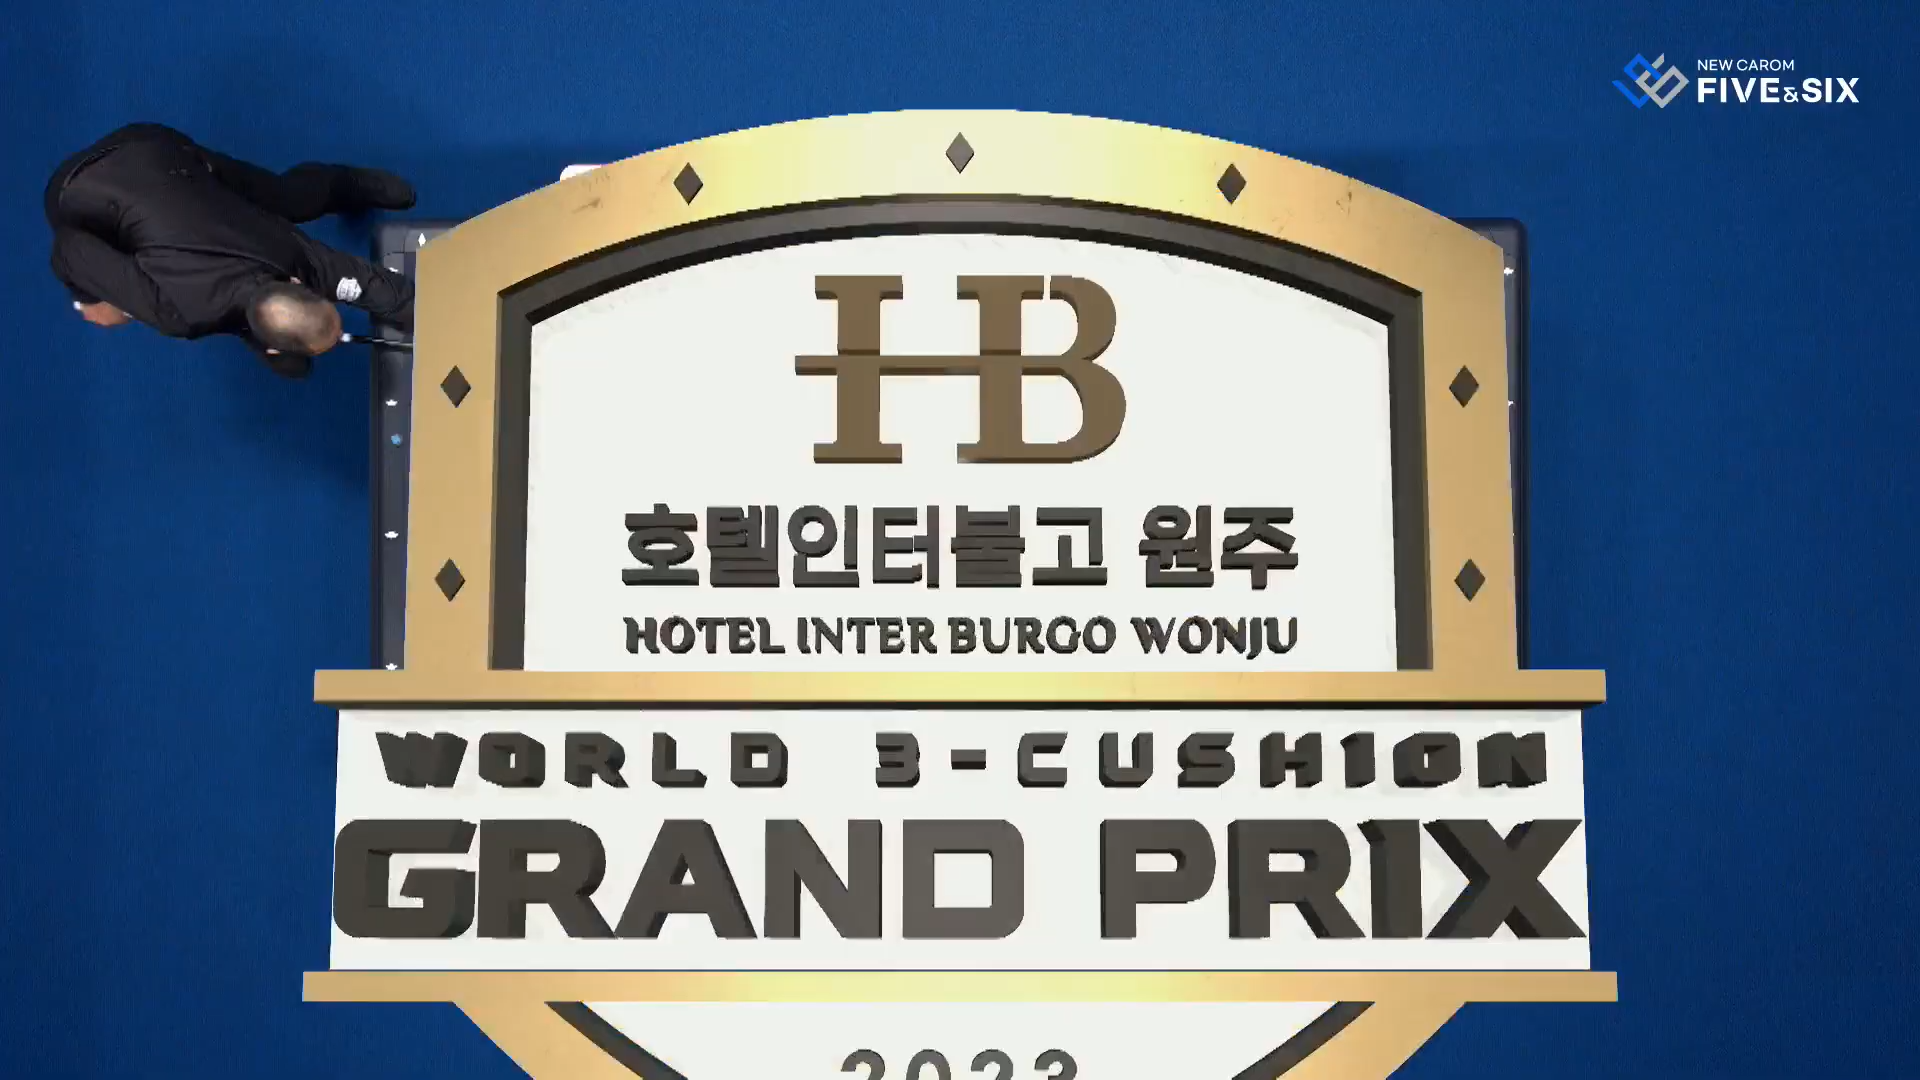 NEW CAROM
FIVE&SIX
HB
호텔인터불고 원주
HOTEL INTER BURGO WONJU
WORLD 3-CUSHION
GRAND PRIX
2023